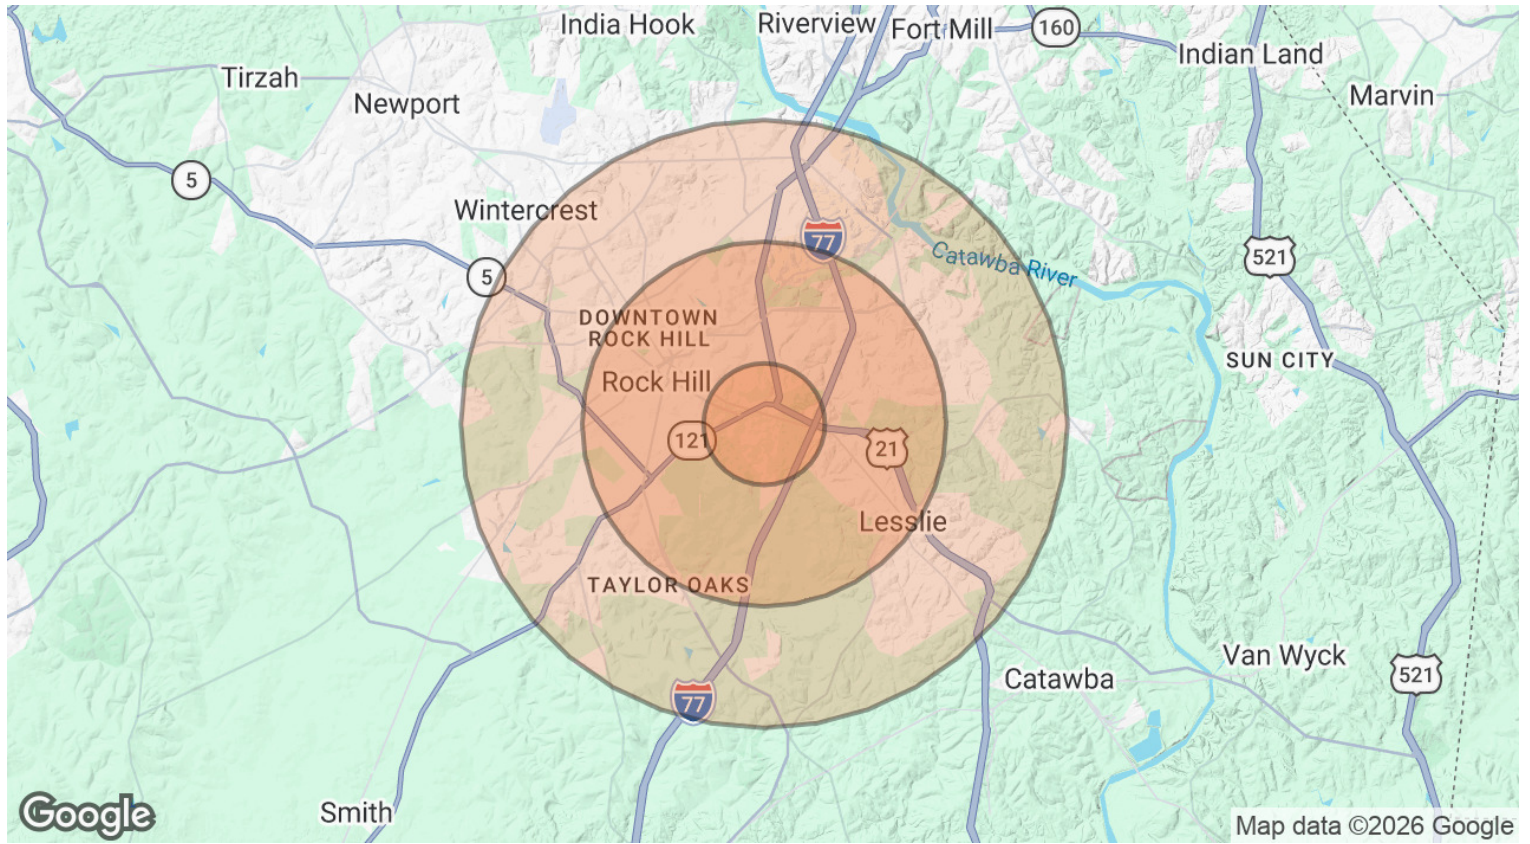 India Hook
Riverview
Fort Mill
160
Indian Land
Tirzah
Newport
Marvin
5
Wintercrest
77
5
Catawba River
521
DOWNTOWN
ROCK HILL
SUN CITY
Rock Hill
121
21
Lesslie
TAYLOR OAKS
Van Wyck
Catawba
521
77
Smith
Google
Map data ©2026 Google